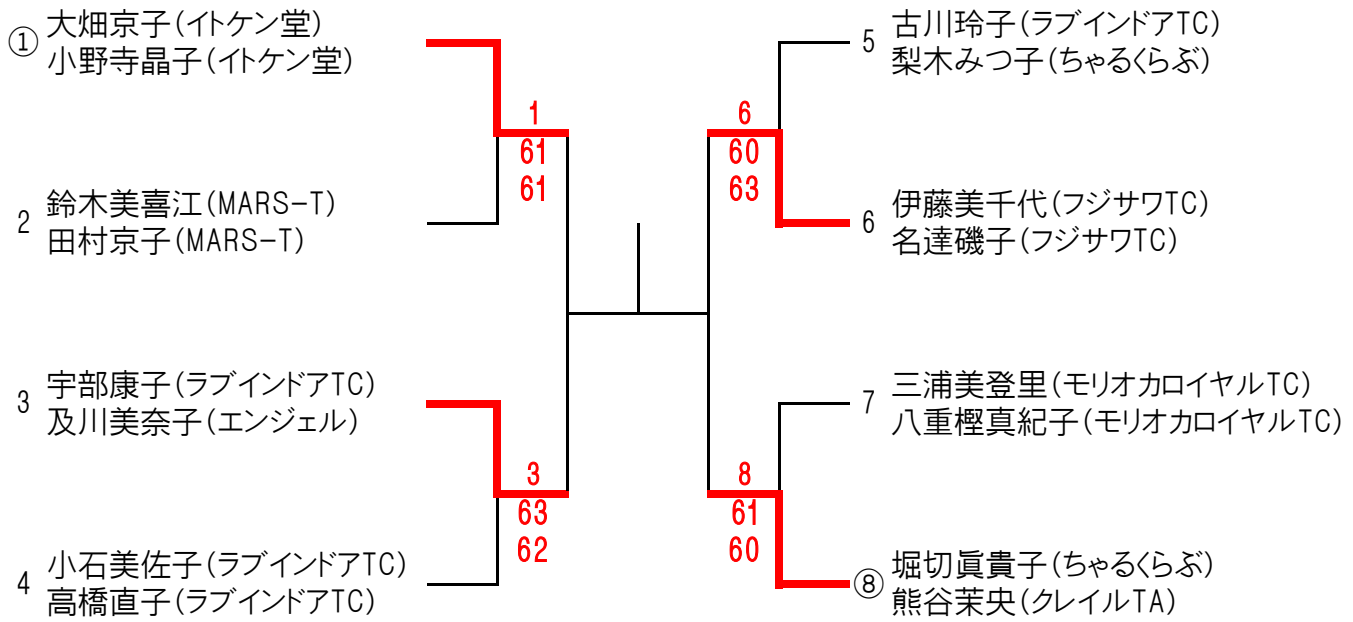 ① 大畑京子(イトケン堂)
小野寺晶子(イトケン堂)
2 鈴木美喜江(MARS-T)
田村京子(MARS-T)
3 宇部康子(ラブインドアTC)
及川美奈子(エンジェル)
4 小石美佐子(ラブインドアTC)
高橋直子(ラブインドアTC)
1
61
61
3
63
62
6
60
63
8
61
60
5 古川玲子(ラブインドアTC)
梨木みつ子(ちゃるくらぶ)
6 伊藤美千代(フジサワTC)
名達磯子(フジサワTC)
7 三浦美登里(モリオカロイヤルTC)
八重樫真紀子(モリオカロイヤルTC)
⑧ 堀切眞貴子(ちゃるくらぶ)
熊谷茉央(クレイルTA)